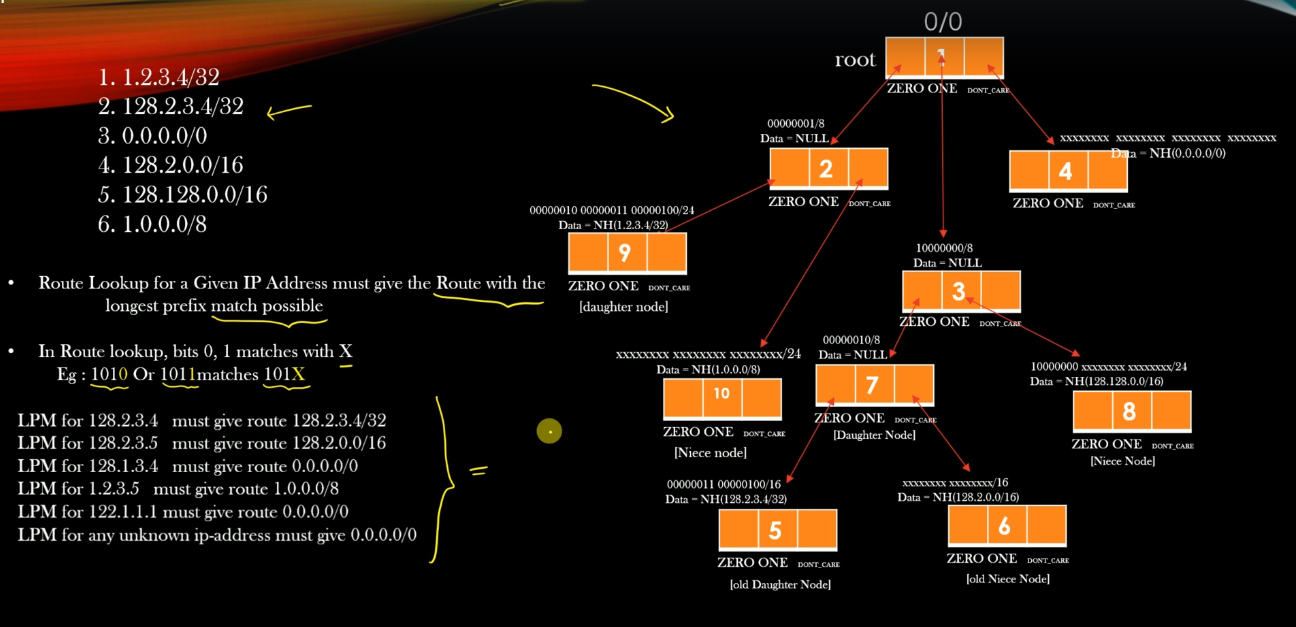 1. 1.2.3.4/32
2. 128.2.3.4/32
3. 0.0.0.0/0
4. 128.2.0.0/16
5. 128.128.0.0/16
6. 1.0.0.0/8
• Route Lookup for a Given IP Address must give the Route with the
longest prefix match possible
• In Route lookup, bits 0, 1 matches with X
Eg : 1010 Or 1011matches 101X
LPM for 128.2.3.4 must give route 128.2.3.4/32
LPM for 128.2.3.5 must give route 128.2.0.0/16
LPM for 128.1.3.4 must give route 0.0.0.0/0
LPM for 1.2.3.5 must give route 1.0.0.0/8
LPM for 122.1.1.1 must give route 0.0.0.0/0
LPM for any unknown ip-address must give 0.0.0.0/0
=
0/0
root
1
ZERO ONE DONT_CARE
00000001/8
Data = NULL
2
ZERO ONE DONT_CARE
xxxxxxxx xxxxxxxx xxxxxxxx xxxxxxxx
Data = NH(0.0.0.0/0)
4
ZERO ONE DONT_CARE
00000010 00000011 00000100/24
Data = NH(1.2.3.4/32)
9
ZERO ONE DONT_CARE
[daughter node]
10000000/8
Data = NULL
3
ZERO ONE DONT_CARE
xxxxxxxx xxxxxxxx xxxxxxxx/24
Data = NH(1.0.0.0/8)
10
ZERO ONE DONT_CARE
[Niece node]
00000010/8
Data = NULL
7
ZERO ONE DONT_CARE
[Daughter Node]
10000000 xxxxxxxx xxxxxxxx/24
Data = NH(128.128.0.0/16)
8
ZERO ONE DONT_CARE
[Niece Node]
00000011 00000100/16
Data = NH(128.2.3.4/32)
5
ZERO ONE DONT_CARE
[old Daughter Node]
xxxxxxxx xxxxxxxx/16
Data = NH(128.2.0.0/16)
6
ZERO ONE DONT_CARE
[old Niece Node]